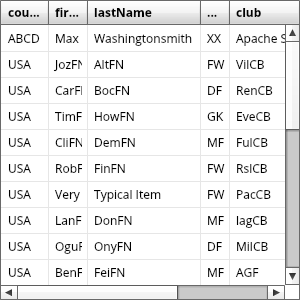 cou... fir... lastName ... club
ABCD Max Washingtonsmith XX Apache S
USA JozFN AltFN FW VilCB
USA CarFI BocFN DF RenCB
USA TimF HowFN GK EveCB
USA CliFN DemFN MF FulCB
USA RobF FinFN FW RslCB
USA Very Typical Item FW PacCB
USA LanF DonFN MF lagCB
USA OguF OnyFN DF MilCB
USA BenF FeiFN MF AGF